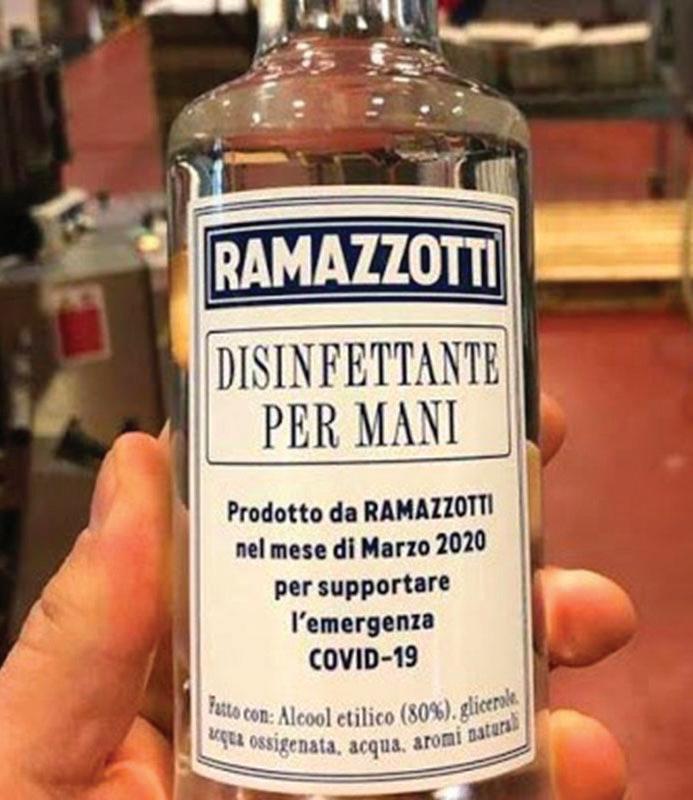 RAMAZZOTTI
DISINFETTANTE
PER MANI
Prodotto da RAMAZZOTTI
nel mese di Marzo 2020
per supportare
l'emergenza
COVID-19
Fatto con: Alcool etilico (80%), glicerolo,
acqua ossigenata, acqua, aromi naturali